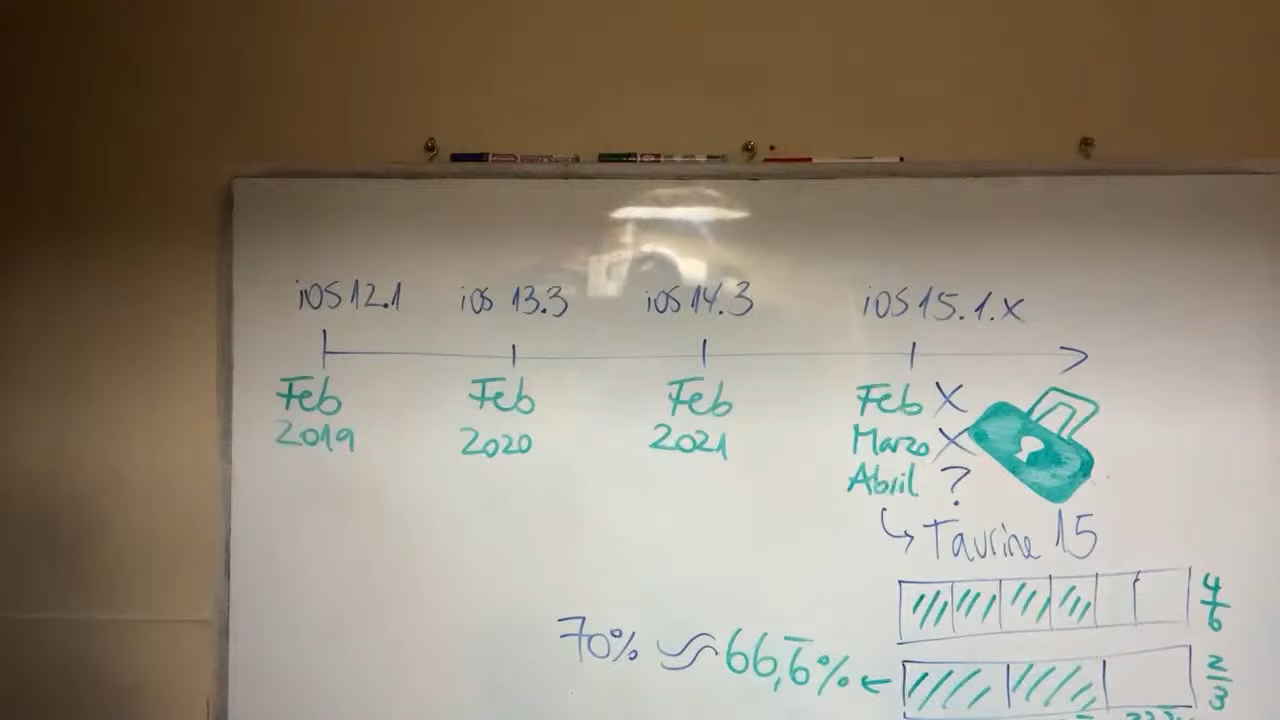 iOS 12.1 iOS 13.3 iOS 14.3 iOS 15.1.x
Feb Feb Feb Feb X
2019 2020 2021 Marzo X
Abril ?
↳ Taurine 15
4/6
70% ≈ 66,6̅% ← 2/3